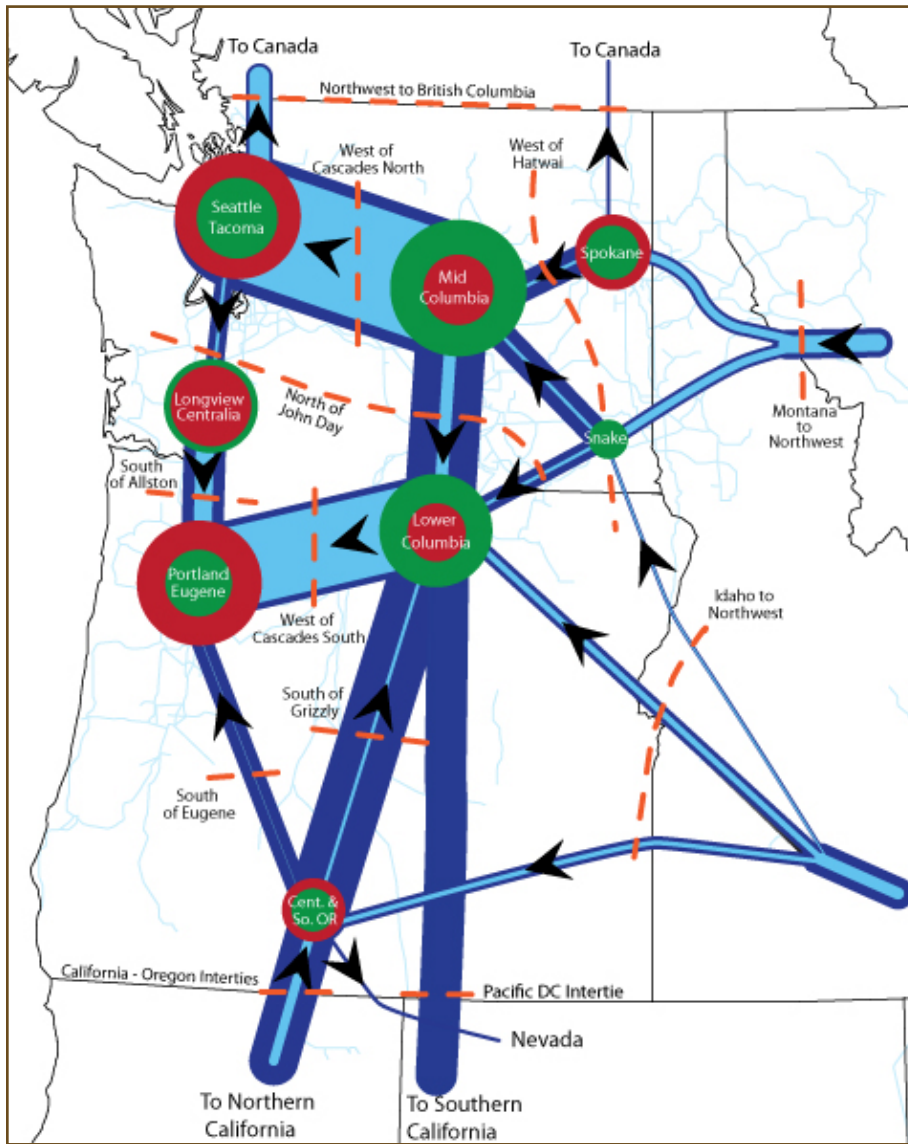 To Canada
To Canada
Northwest to British Columbia
West of
Cascades North
West of
Hatwai
Seattle
Tacoma
Spokane
Mid
Columbia
Longview
Centralia
North of
John Day
Montana
to
Northwest
Snake
South
of Allston
Lower
Columbia
Portland
Eugene
Idaho to
Northwest
West of
Cascades South
South of
Grizzly
South
of Eugene
Cent. &
So. OR
California - Oregon Interties
Pacific DC Intertie
Nevada
To Northern
California
To Southern
California